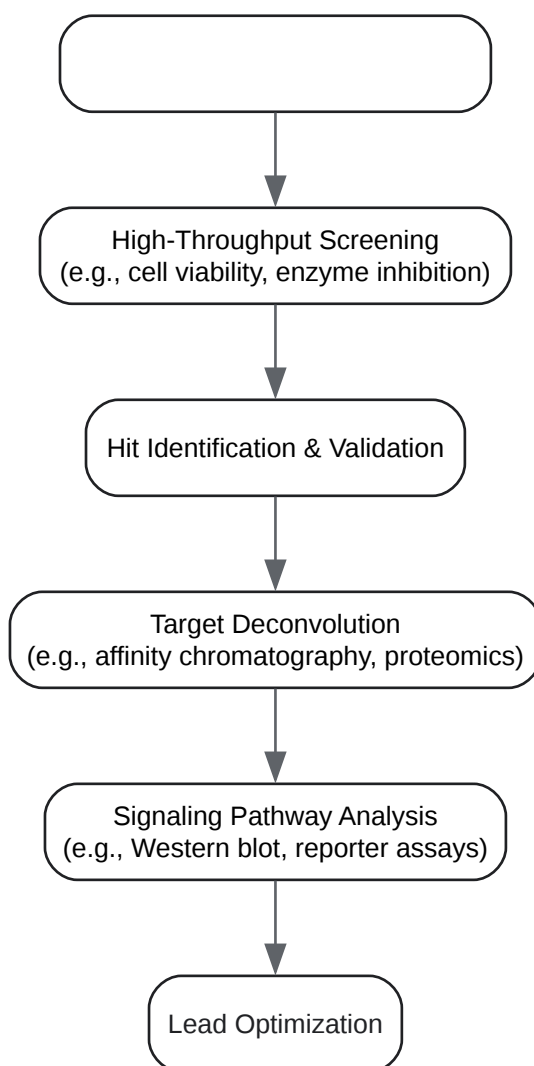 High-Throughput Screening
(e.g., cell viability, enzyme inhibition)
Hit Identification & Validation
Target Deconvolution
(e.g., affinity chromatography, proteomics)
Signaling Pathway Analysis
(e.g., Western blot, reporter assays)
Lead Optimization